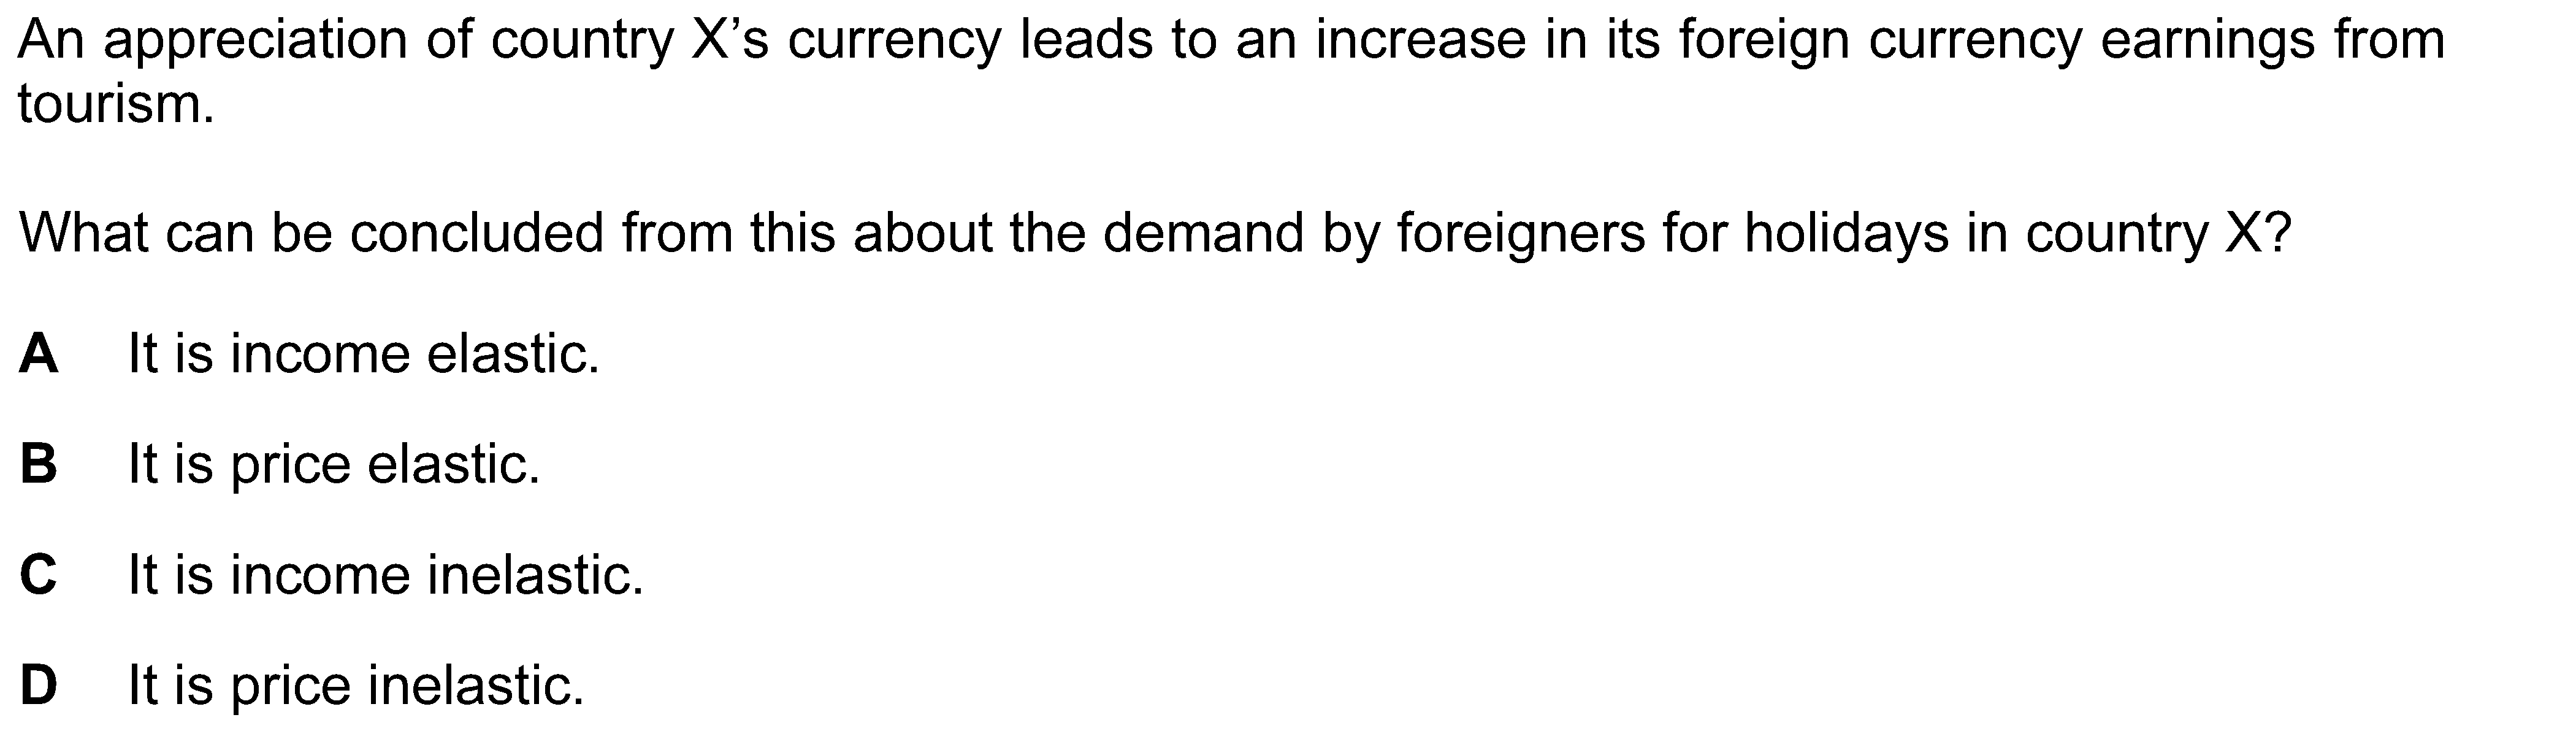 An appreciation of country X’s currency leads to an increase in its foreign currency earnings from
tourism.
What can be concluded from this about the demand by foreigners for holidays in country X?
A It is income elastic.
B It is price elastic.
C It is income inelastic.
D It is price inelastic.